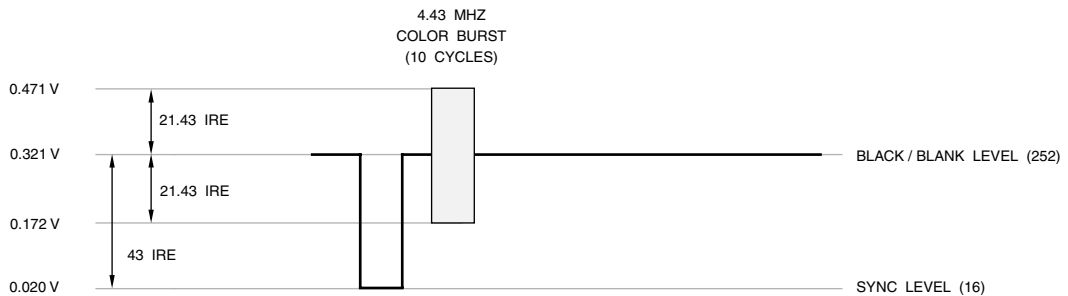 4.43 MHZ
COLOR BURST
(10 CYCLES)
0.471 V
21.43 IRE
0.321 V
BLACK / BLANK LEVEL (252)
21.43 IRE
0.172 V
43 IRE
0.020 V
SYNC LEVEL (16)